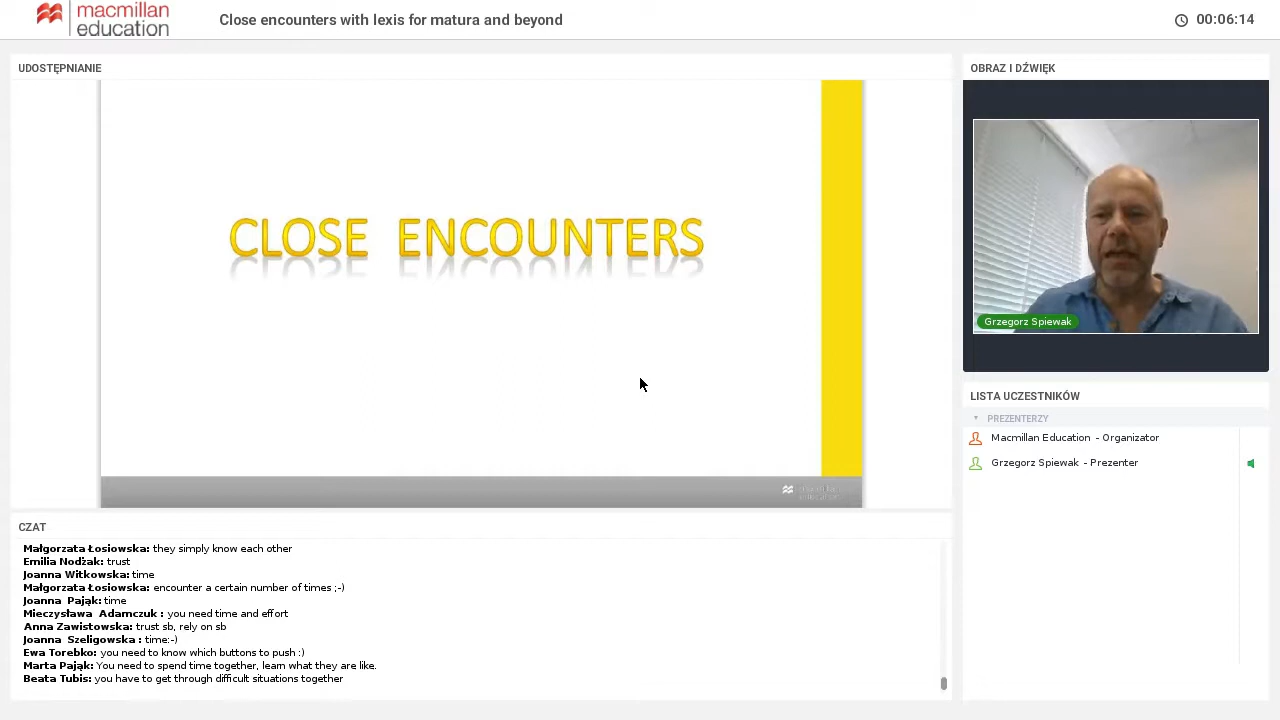 macmillan
education
Close encounters with lexis for matura and beyond
00:06:14
UDOSTĘPNIANIE
CLOSE ENCOUNTERS
macmillan
education
CZAT
Małgorzata Łosiowska: they simply know each other
Emilia Nodżak: trust
Joanna Witkowska: time
Małgorzata Łosiowska: encounter a certain number of times ;-)
Joanna Pająk: time
Mieczysława Adamczuk : you need time and effort
Anna Zawistowska: trust sb, rely on sb
Joanna Szeligowska : time:-)
Ewa Torebko: you need to know which buttons to push :)
Marta Pająk: You need to spend time together, learn what they are like.
Beata Tubis: you have to get through difficult situations together
OBRAZ I DŹWIĘK
Grzegorz Spiewak
LISTA UCZESTNIKÓW
PREZENTERZY
Macmillan Education - Organizator
Grzegorz Spiewak - Prezenter